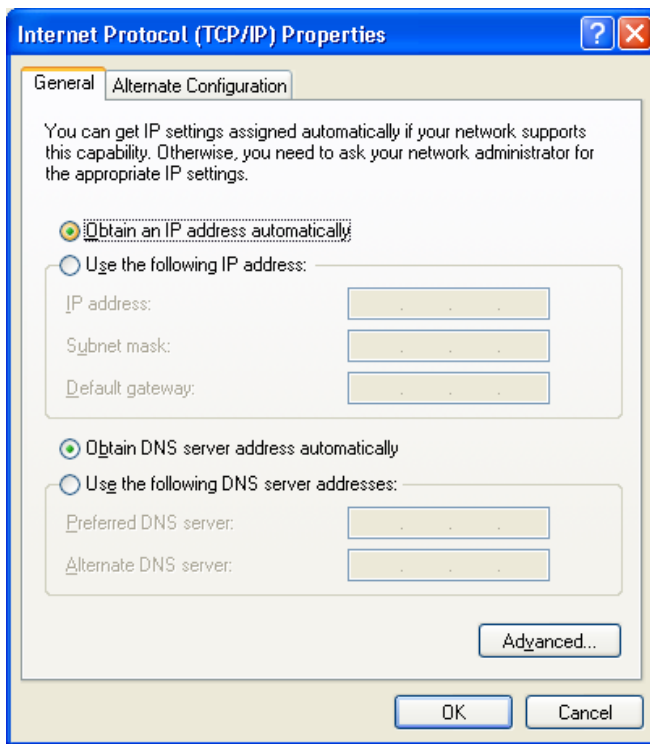 Internet Protocol (TCP/IP) Properties
General
Alternate Configuration
You can get IP settings assigned automatically if your network supports
this capability. Otherwise, you need to ask your network administrator for
the appropriate IP settings.
Obtain an IP address automatically
Use the following IP address:
IP address:
Subnet mask:
Default gateway:
Obtain DNS server address automatically
Use the following DNS server addresses:
Preferred DNS server:
Alternate DNS server:
Advanced...
OK
Cancel